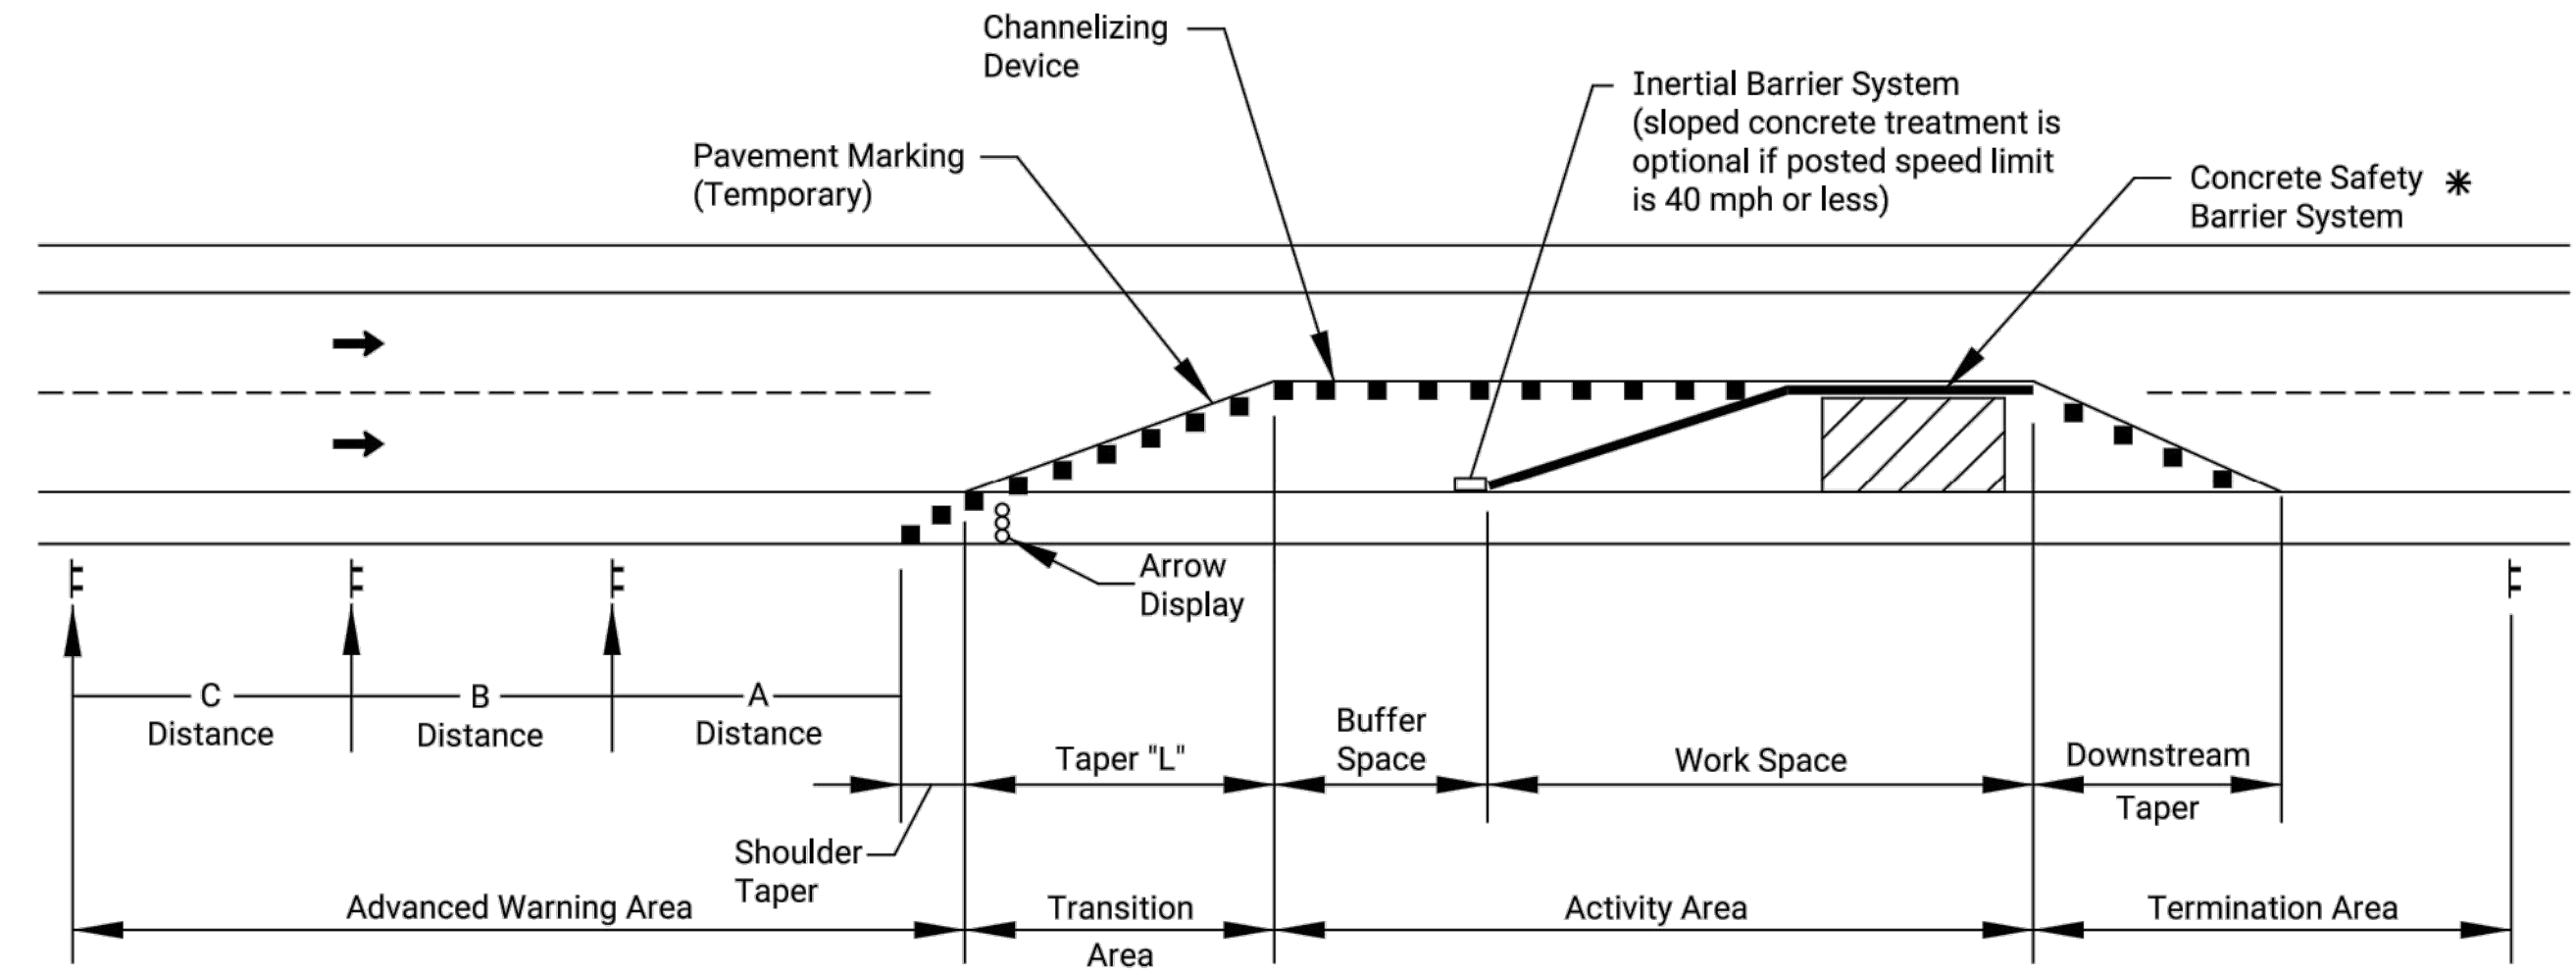 Channelizing
Device
Inertial Barrier System
(sloped concrete treatment is
optional if posted speed limit
is 40 mph or less)
Pavement Marking
(Temporary)
Concrete Safety *
Barrier System
Arrow
Display
C
Distance
B
Distance
A
Distance
Shoulder
Taper
Taper "L"
Buffer
Space
Work Space
Downstream
Taper
Advanced Warning Area
Transition
Area
Activity Area
Termination Area